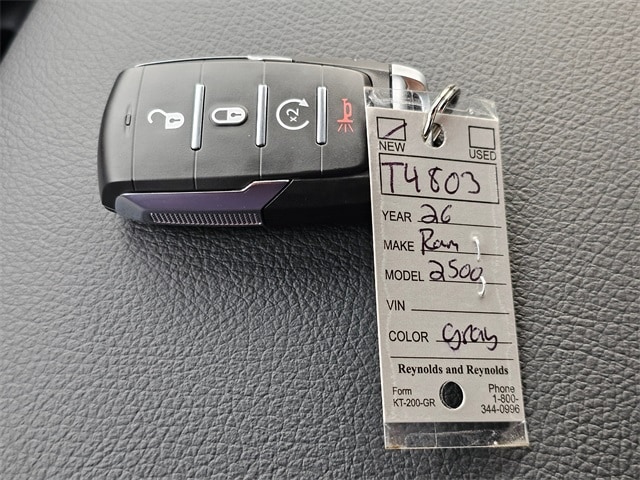 x2
NEW USED
T4803
YEAR 26
MAKE Ram
MODEL 2500
VIN
COLOR Gray
Reynolds and Reynolds
Form Phone
KT-200-GR 1-800-
344-0996